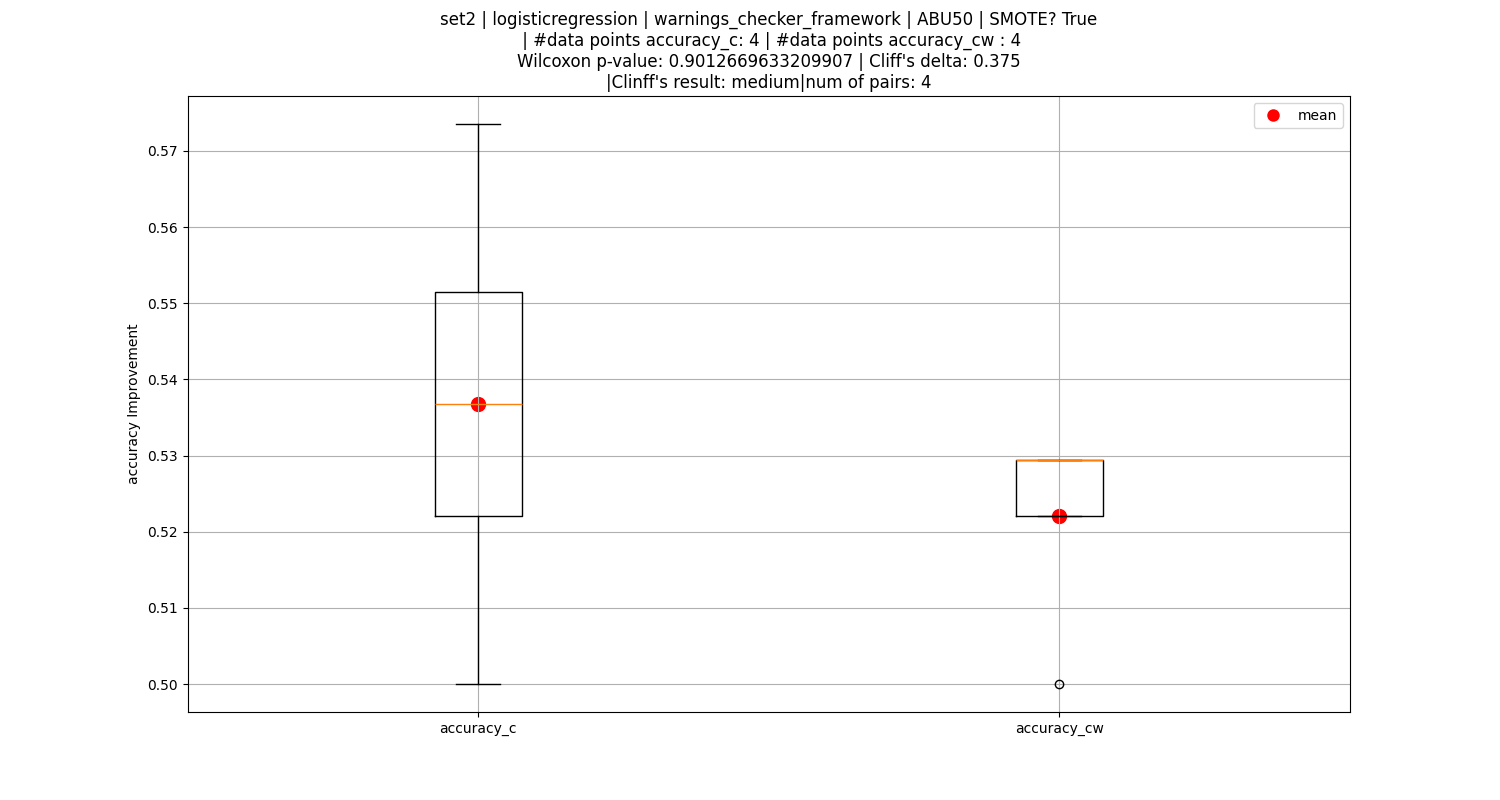 set2 | logisticregression | warnings_checker_framework | ABU50 | SMOTE? True
| #data points accuracy_c: 4 | #data points accuracy_cw : 4
Wilcoxon p-value: 0.9012669633209907 | Cliff's delta: 0.375
|Clinff's result: medium|num of pairs: 4
mean
0.57
0.56
0.55
0.54
0.53
0.52
0.51
0.50
accuracy Improvement
accuracy_c
accuracy_cw